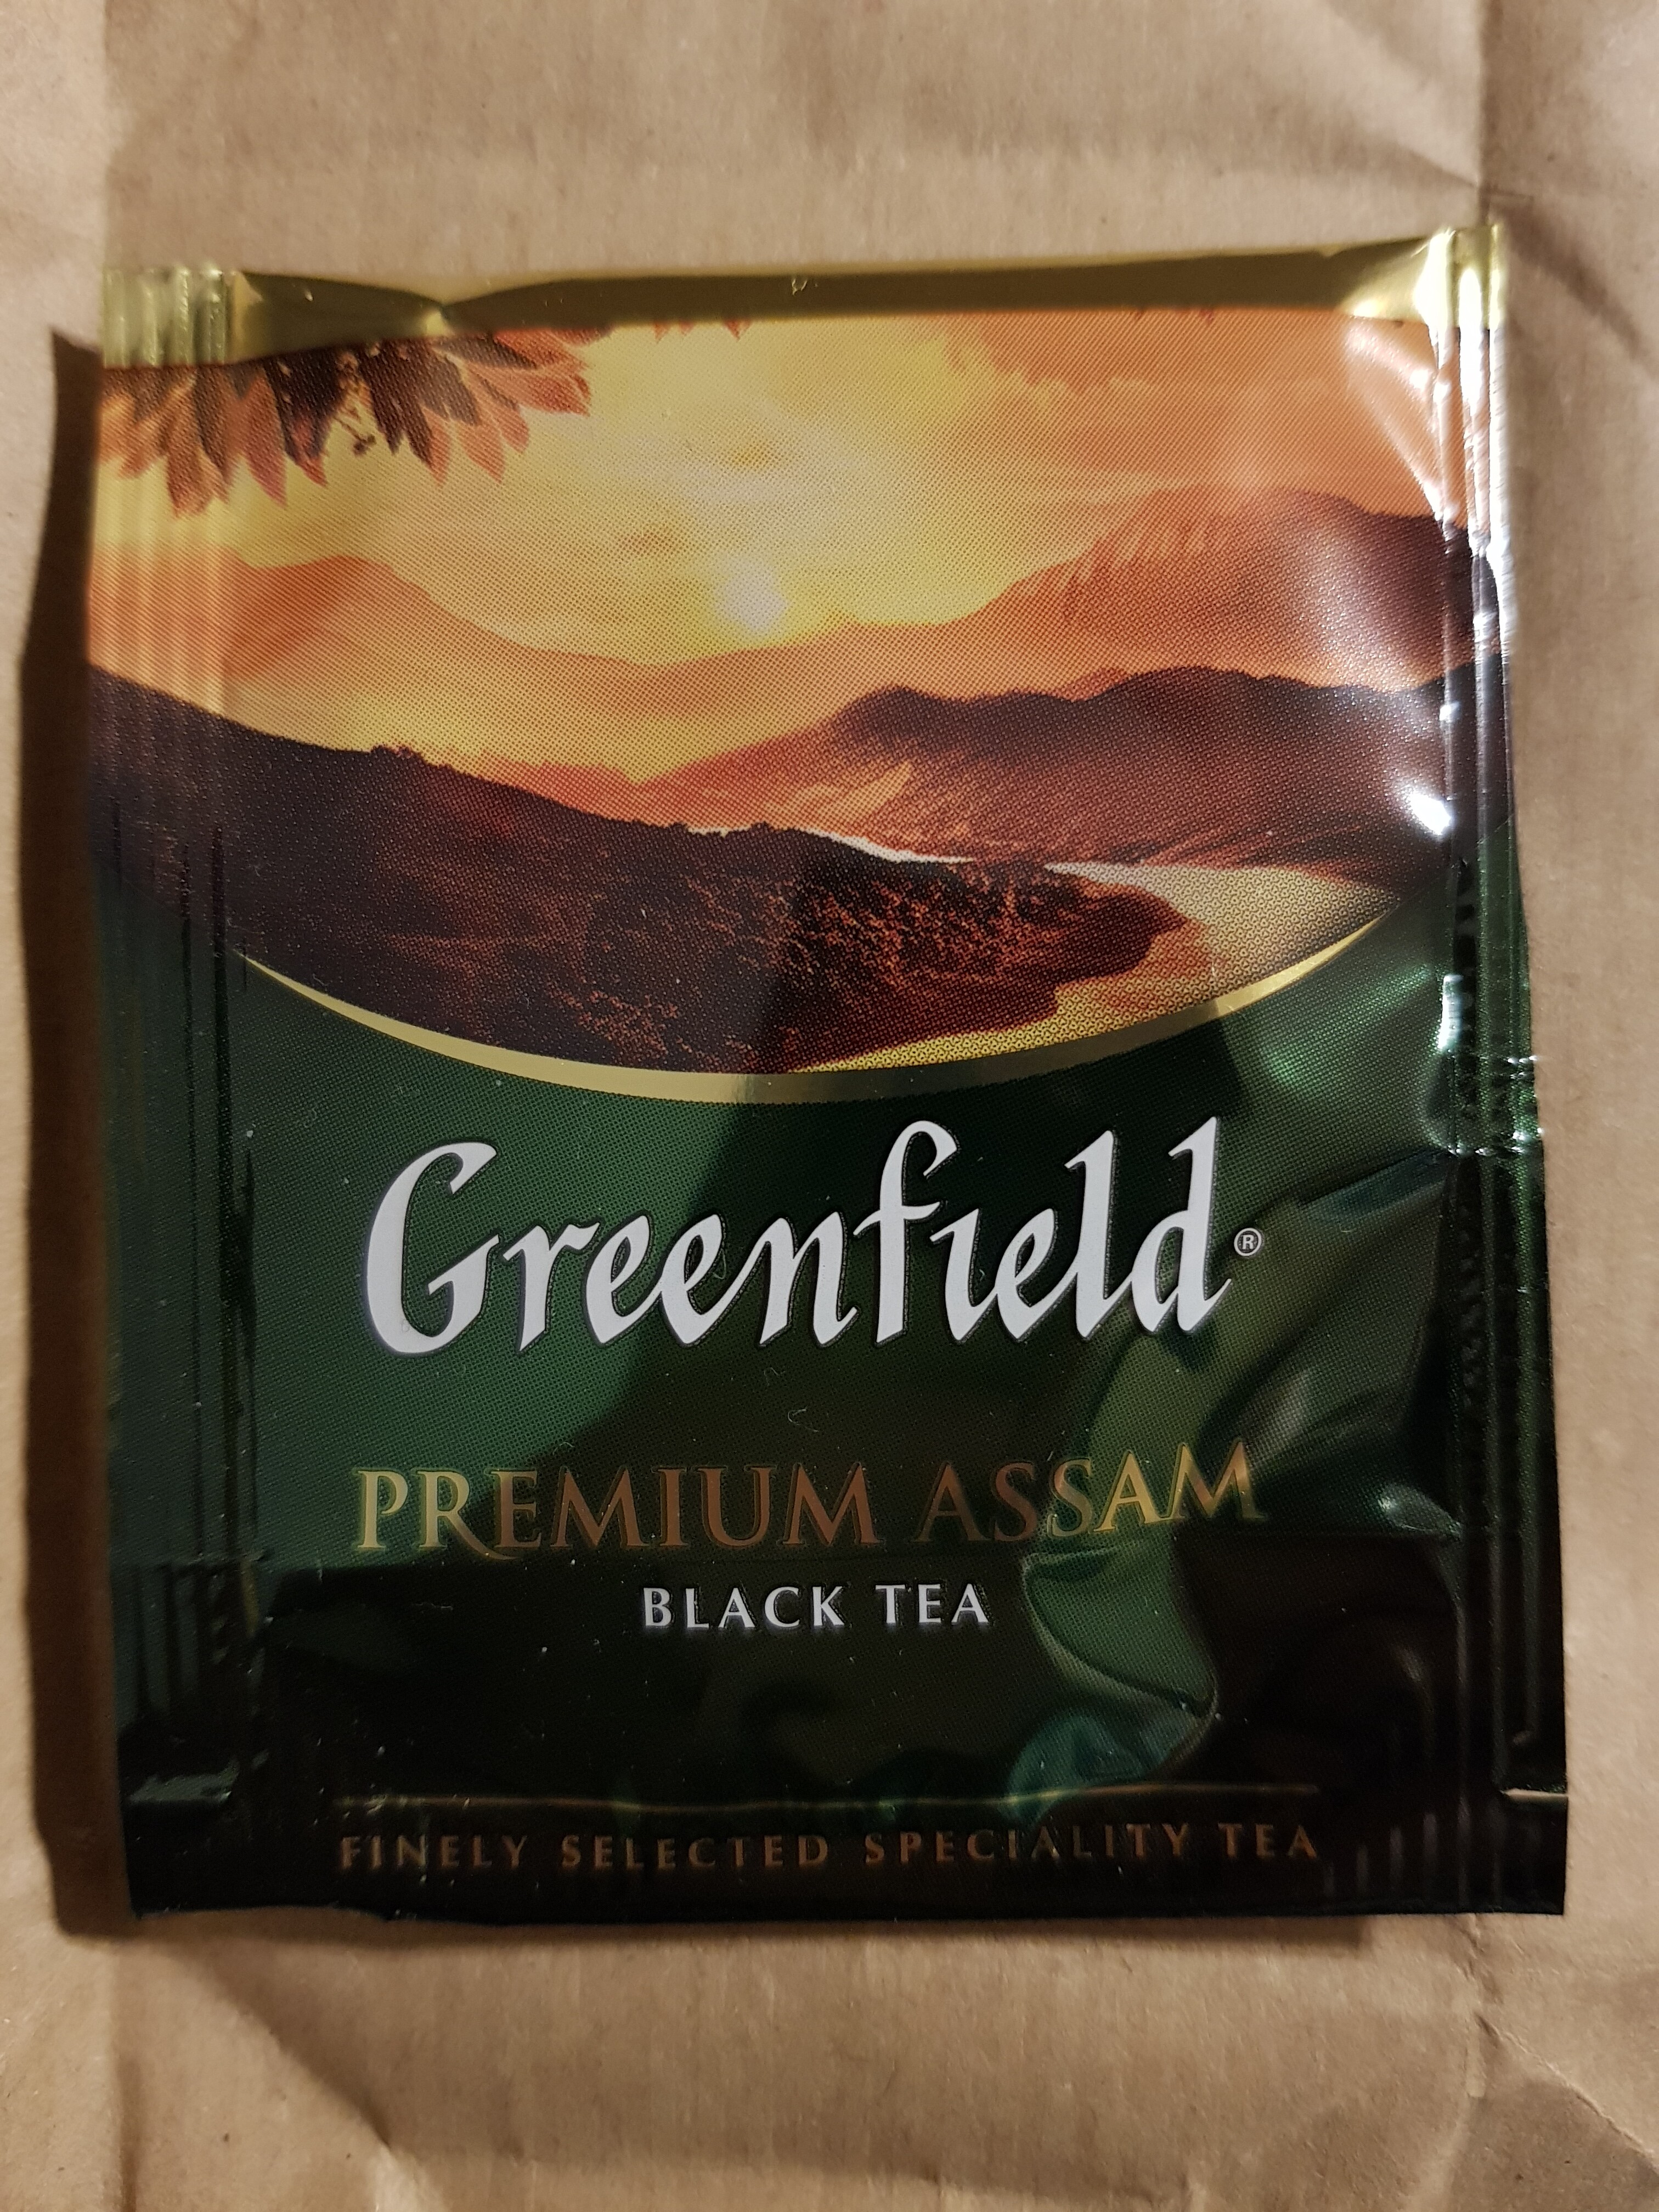 Greenfield®
PREMIUM ASSAM
BLACK TEA
FINELY SELECTED SPECIALITY TEA